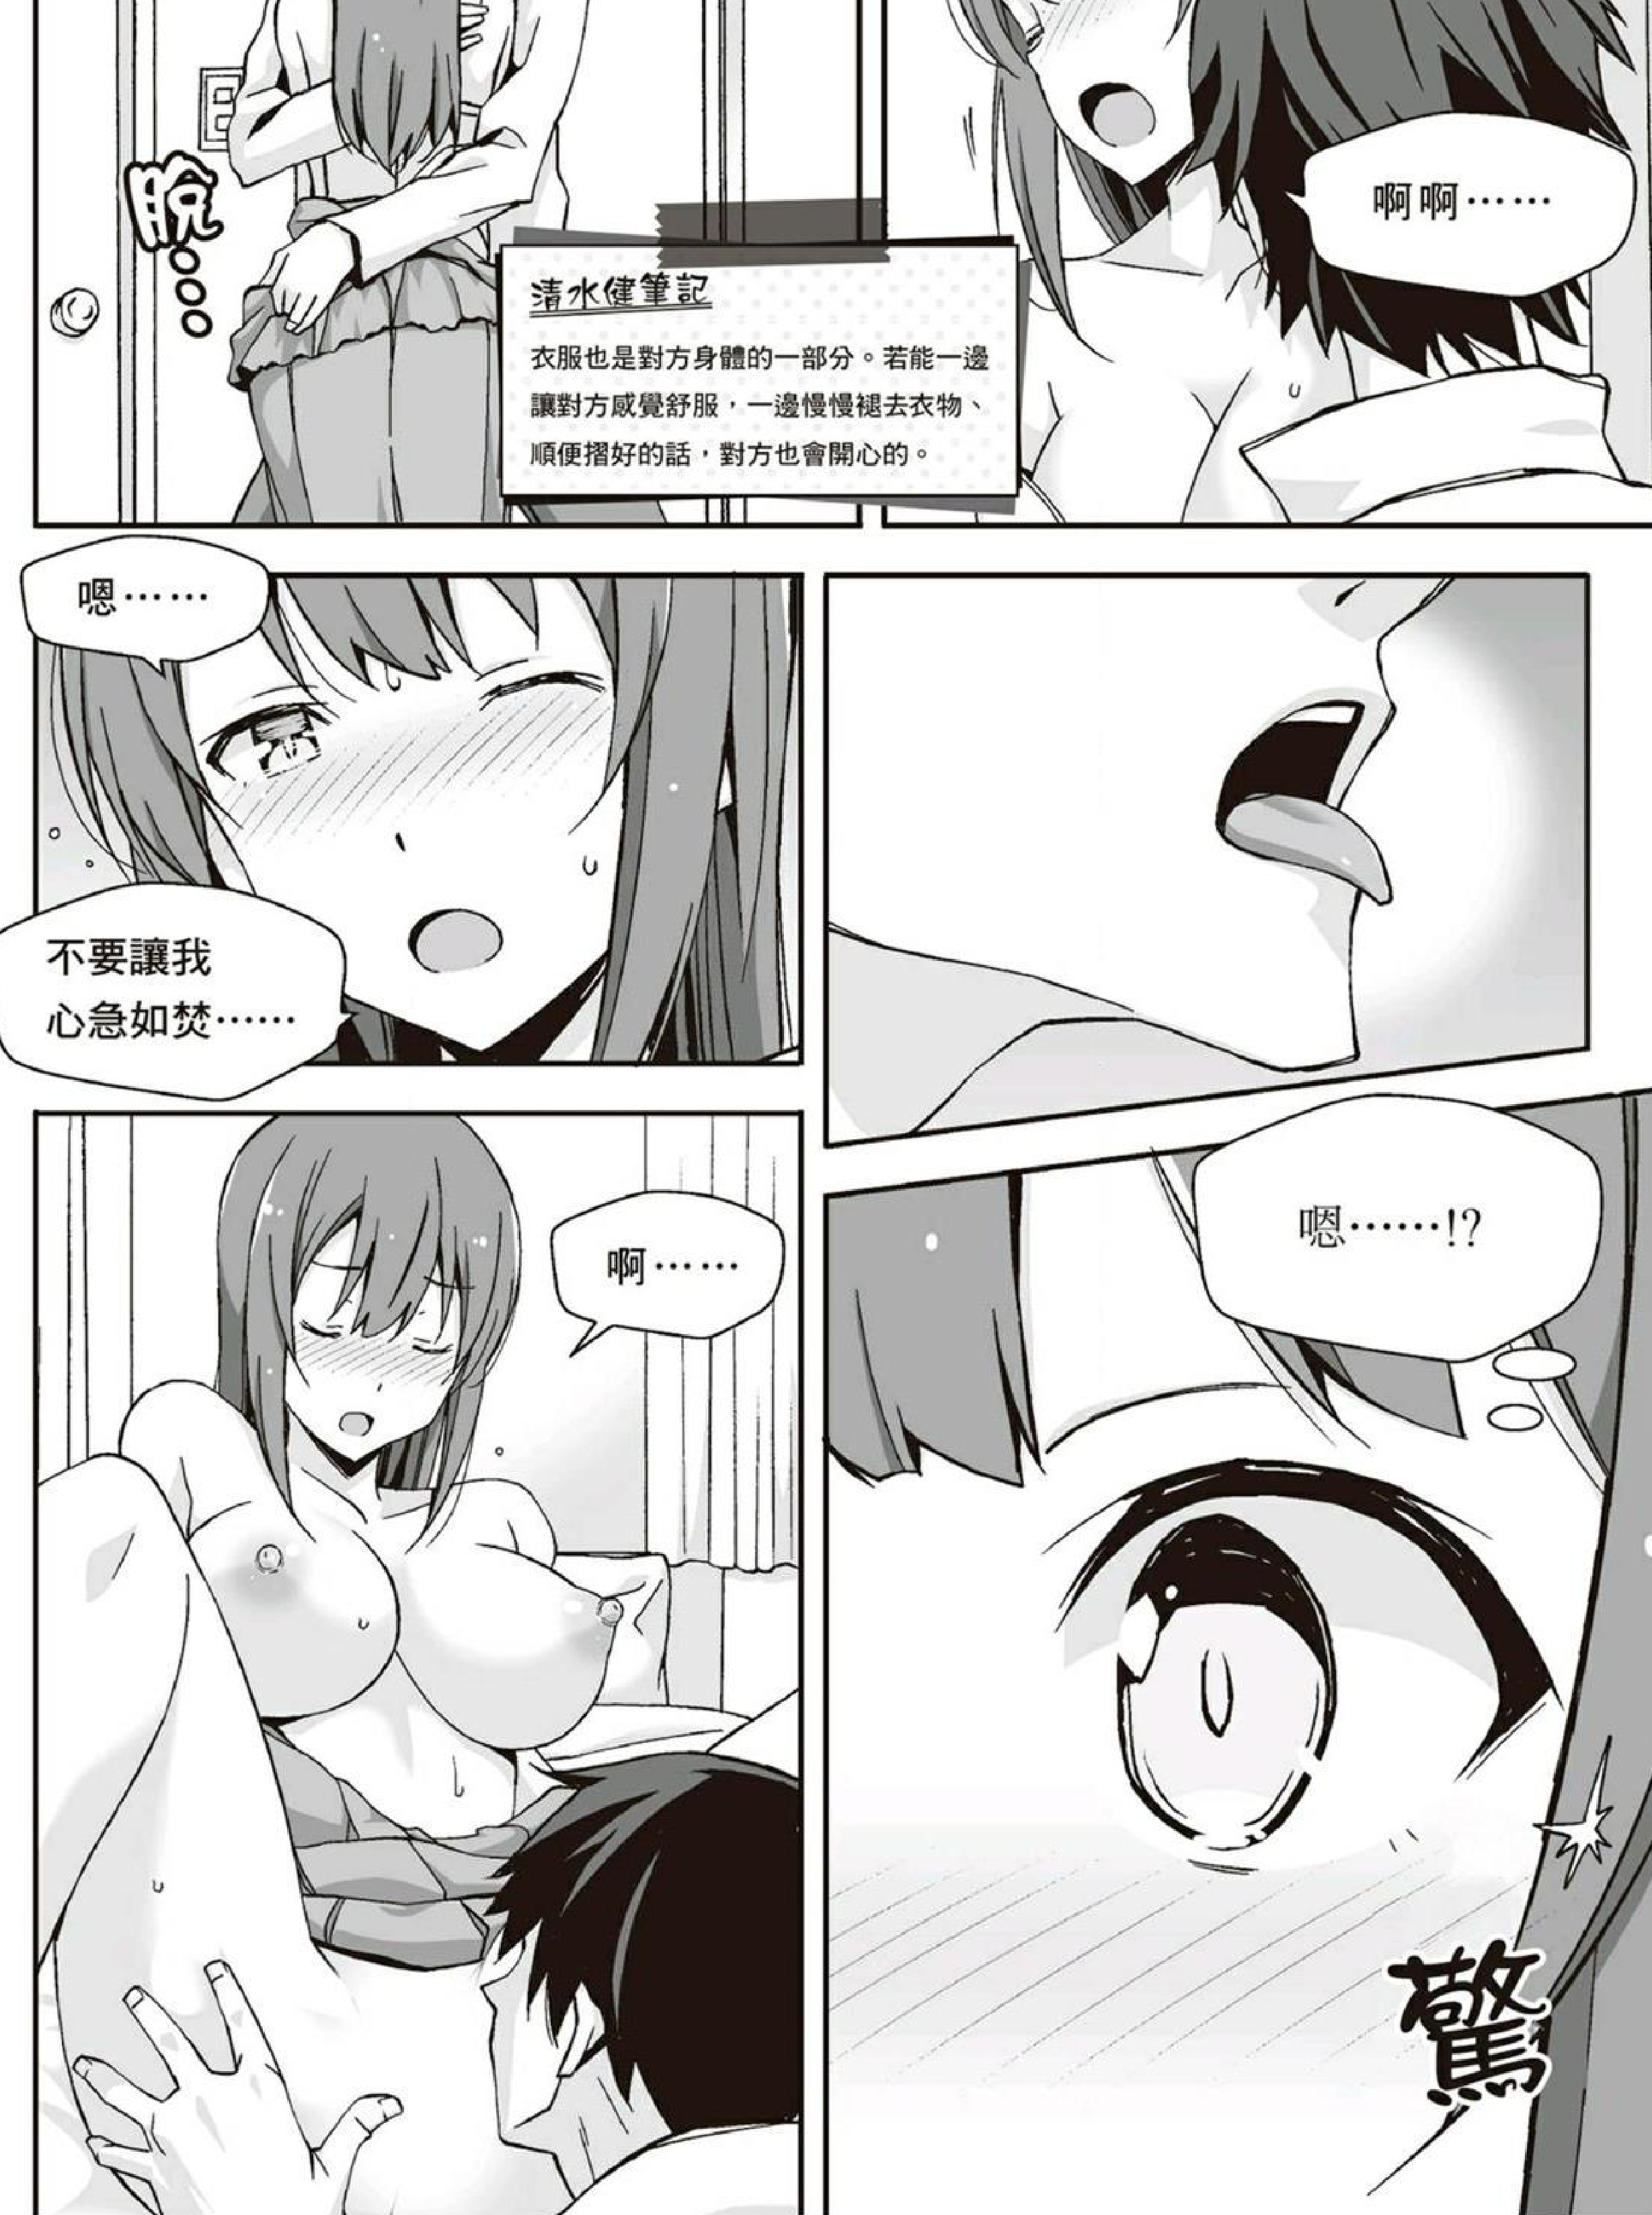 脫。。。
清水健筆記
衣服也是對方身體的一部分。若能一邊
讓對方感覺舒服，一邊慢慢褪去衣物、
順便摺好的話，對方也會開心的。
啊啊……
嗯……
不要讓我
心急如焚……
啊……
嗯……!?
驚